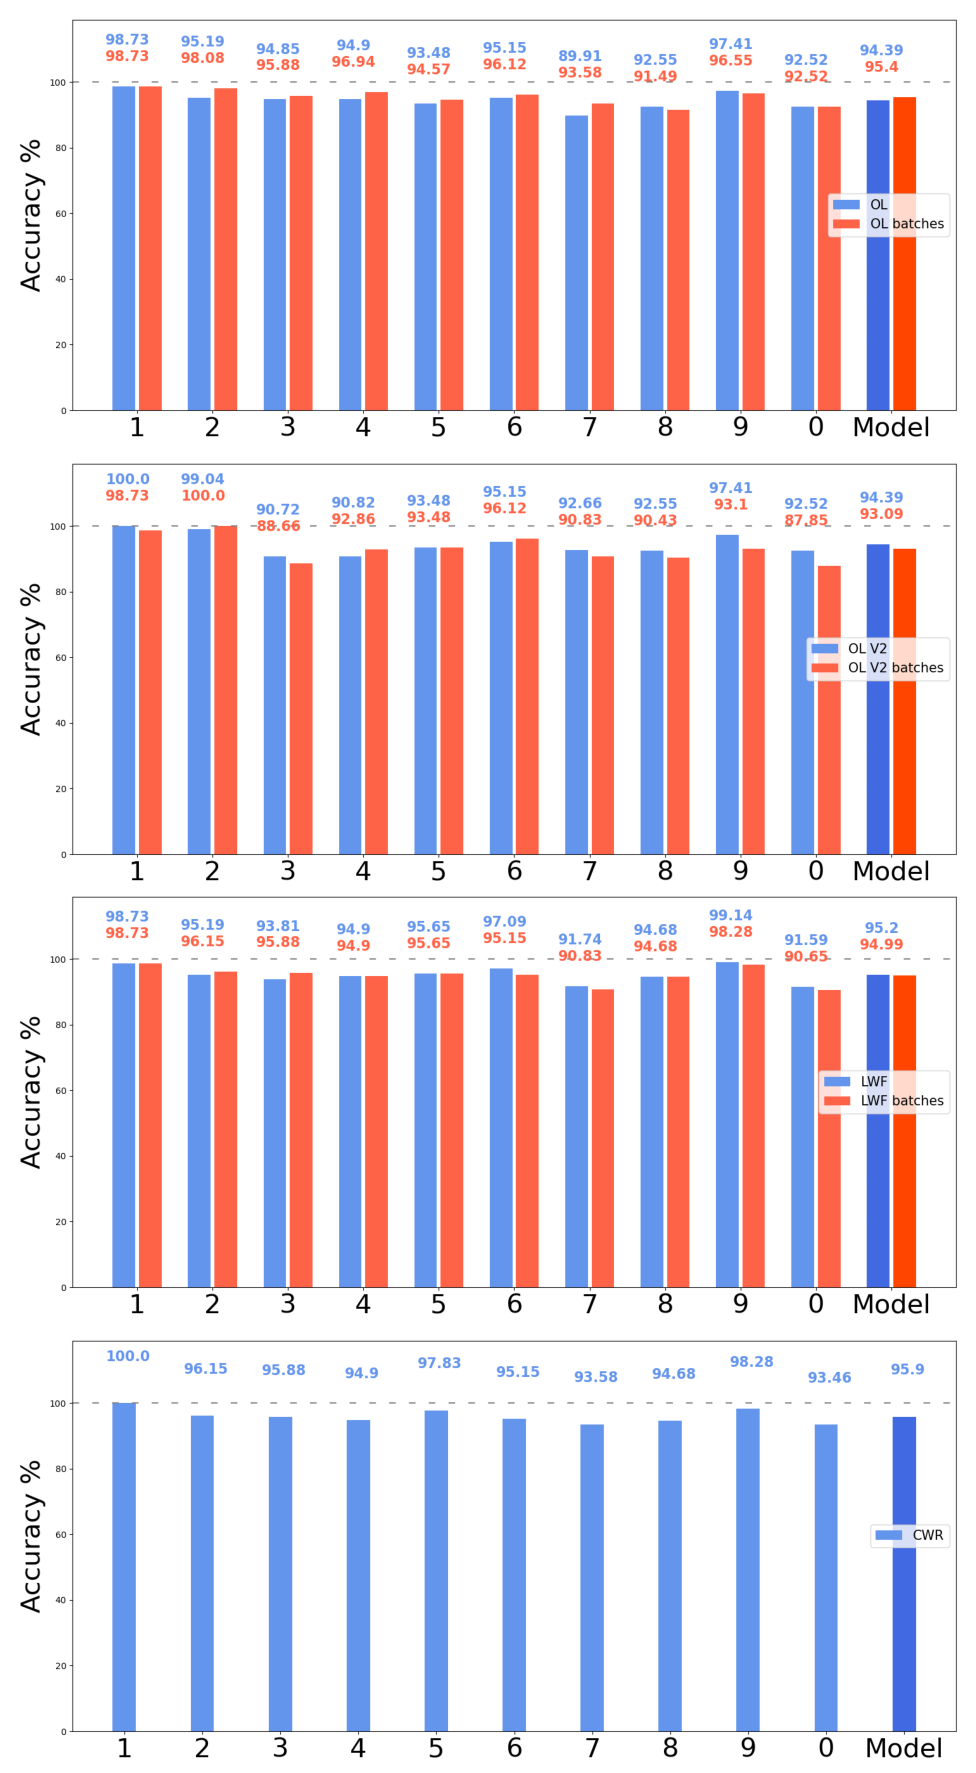 98.73 95.19 94.85 94.9 93.48 95.15 89.91 92.55 97.41 92.52 94.39
98.73 98.08 95.88 96.94 94.57 96.12 93.58 91.49 96.55 92.52 95.4
100
80
60
40
20
0
Accuracy %
OL
OL batches
1 2 3 4 5 6 7 8 9 0 Model
100.0 99.04 90.72 90.82 93.48 95.15 92.66 92.55 97.41 92.52 94.39
98.73 100.0 88.66 92.86 93.48 96.12 90.83 90.43 93.1 87.85 93.09
100
80
60
40
20
0
Accuracy %
OL V2
OL V2 batches
1 2 3 4 5 6 7 8 9 0 Model
98.73 95.19 93.81 94.9 95.65 97.09 91.74 94.68 99.14 91.59 95.2
98.73 96.15 95.88 94.9 95.65 95.15 90.83 94.68 98.28 90.65 94.99
100
80
60
40
20
0
Accuracy %
LWF
LWF batches
1 2 3 4 5 6 7 8 9 0 Model
100.0 96.15 95.88 94.9 97.83 95.15 93.58 94.68 98.28 93.46 95.9
100
80
60
40
20
0
Accuracy %
CWR
1 2 3 4 5 6 7 8 9 0 Model